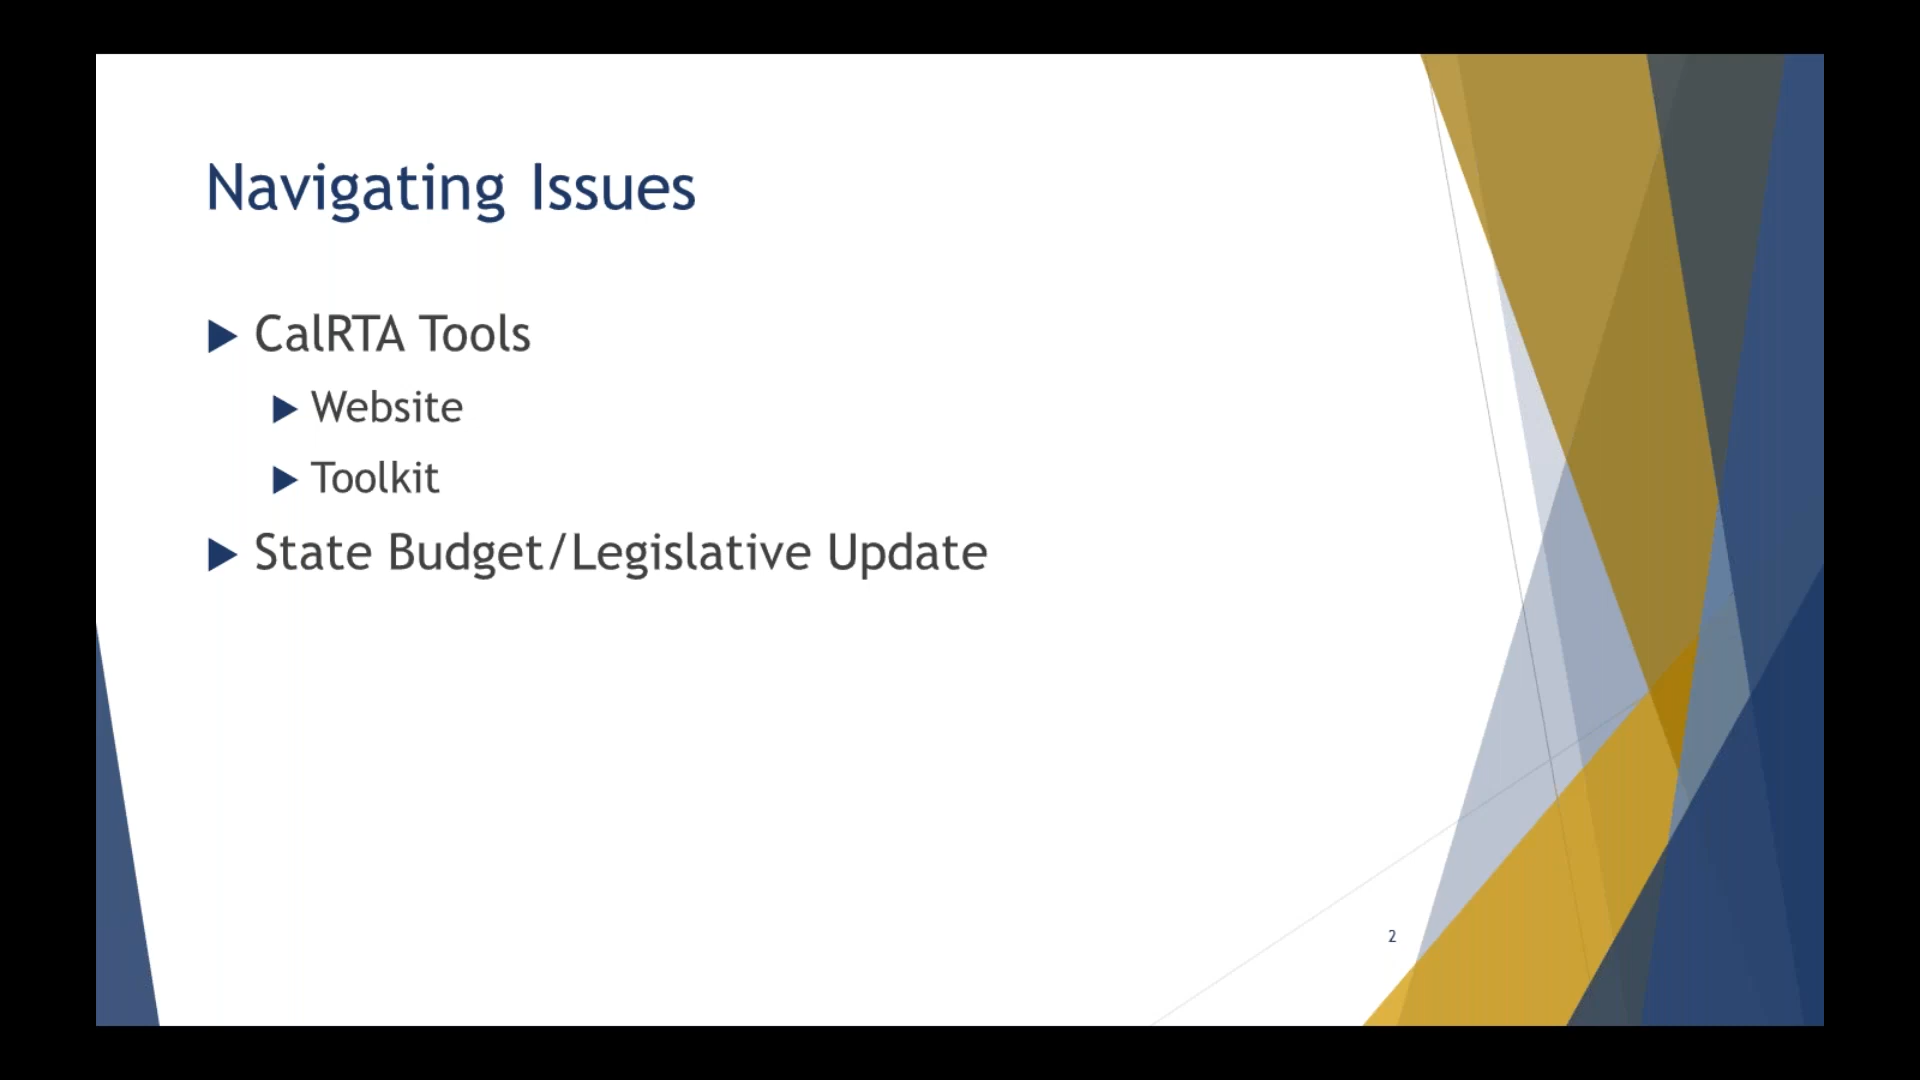 Navigating Issues
CalRTA Tools
Website
Toolkit
State Budget/Legislative Update
2